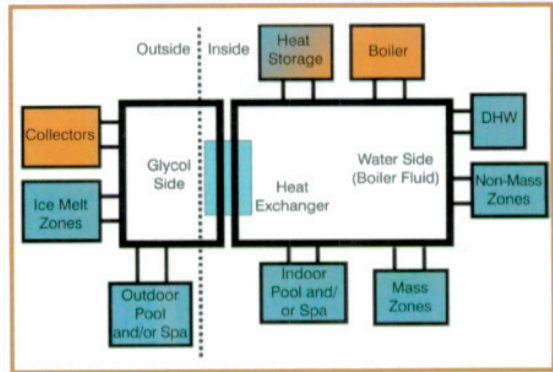 Outside
Inside
Heat
Storage
Boiler
Collectors
DHW
Glycol
Side
Water Side
(Boiler Fluid)
Ice Melt
Zones
Heat
Exchanger
Non-Mass
Zones
Outdoor
Pool
and/or Spa
Indoor
Pool and/
or Spa
Mass
Zones